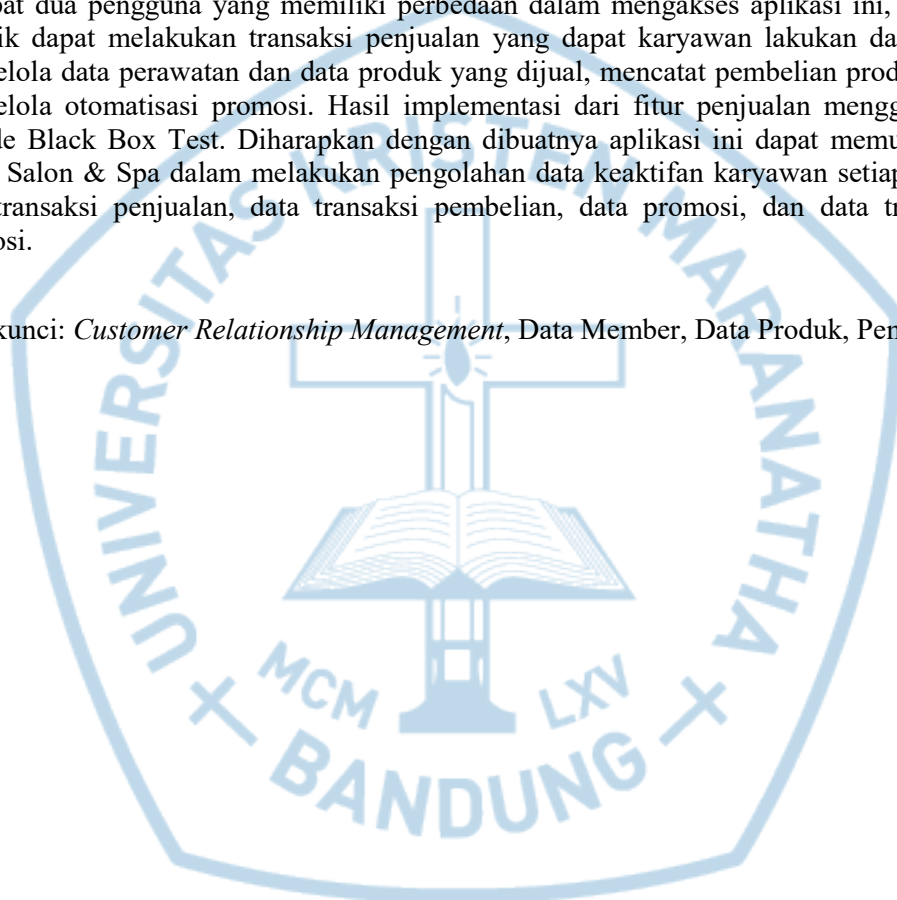 pat dua pengguna yang memiliki perbedaan dalam mengakses aplikasi ini,
ik dapat melakukan transaksi penjualan yang dapat karyawan lakukan da
elola data perawatan dan data produk yang dijual, mencatat pembelian prod
elola otomatisasi promosi. Hasil implementasi dari fitur penjualan mengg
de Black Box Test. Diharapkan dengan dibuatnya aplikasi ini dapat memu
Salon & Spa dalam melakukan pengolahan data keaktifan karyawan setiap
transaksi penjualan, data transaksi pembelian, data promosi, dan data tr
osi.
kunci: Customer Relationship Management, Data Member, Data Produk, Pen
UNIVERSITAS KRISTEN MARANATHA
MCM LXV
BANDUNG